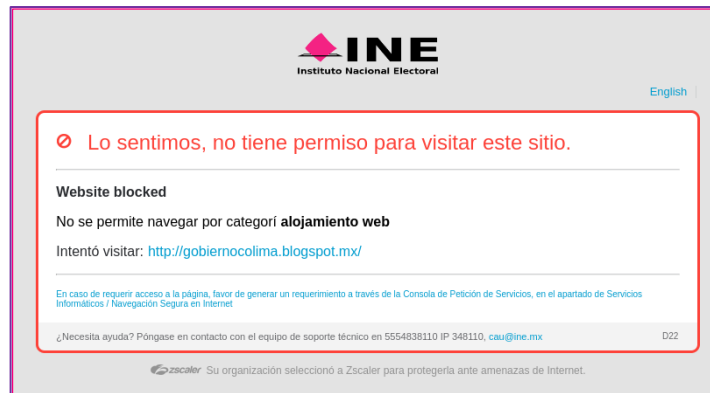 INE
Instituto Nacional Electoral
English
Lo sentimos, no tiene permiso para visitar este sitio.
Website blocked
No se permite navegar por categorí alojamiento web
Intentó visitar: http://gobiernocolima.blogspot.mx/
En caso de requerir acceso a la página, favor de generar un requerimiento a través de la Consola de Petición de Servicios, en el apartado de Servicios
Informáticos / Navegación Segura en Internet
¿Necesita ayuda? Póngase en contacto con el equipo de soporte técnico en 5554838110 IP 348110, cau@ine.mx
D22
zscaler Su organización seleccionó a Zscaler para protegerla ante amenazas de Internet.